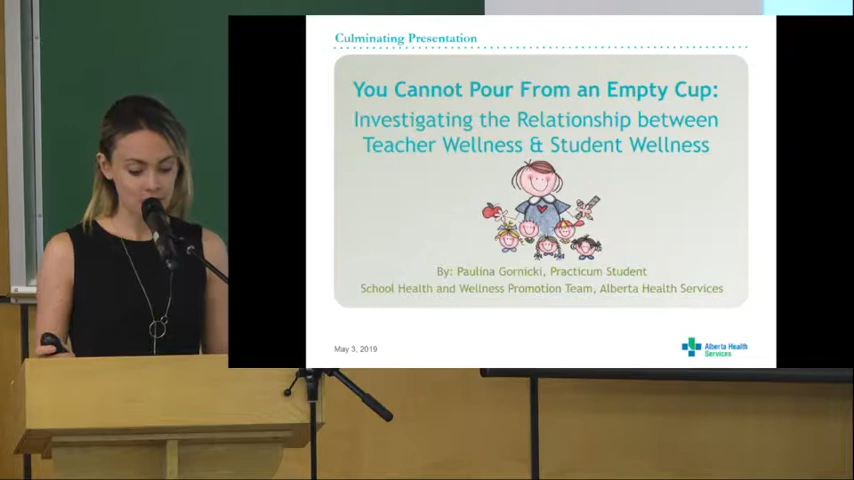 Culminating Presentation
You Cannot Pour From an Empty Cup:
Investigating the Relationship between
Teacher Wellness & Student Wellness
By: Paulina Gornicki, Practicum Student
School Health and Wellness Promotion Team, Alberta Health Services
May 3, 2019
Alberta Health
Services